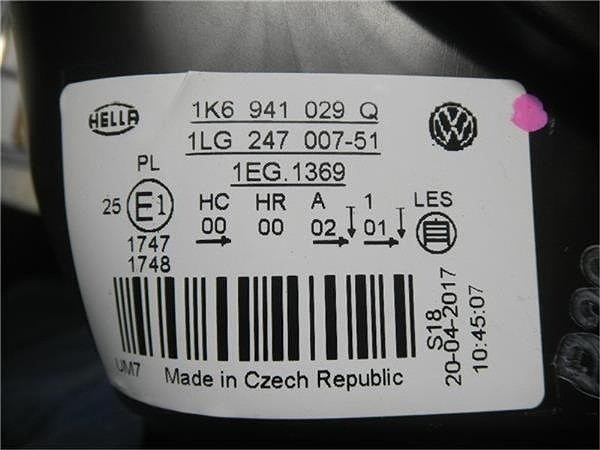 HELLA
1K6 941 029 Q
1LG 247 007-51
1EG.1369
PL
25 E1
HC HR A 1 LES
00 00 02 01
1747
1748
S18
20-04-2017
10:45:07
UM7
Made in Czech Republic